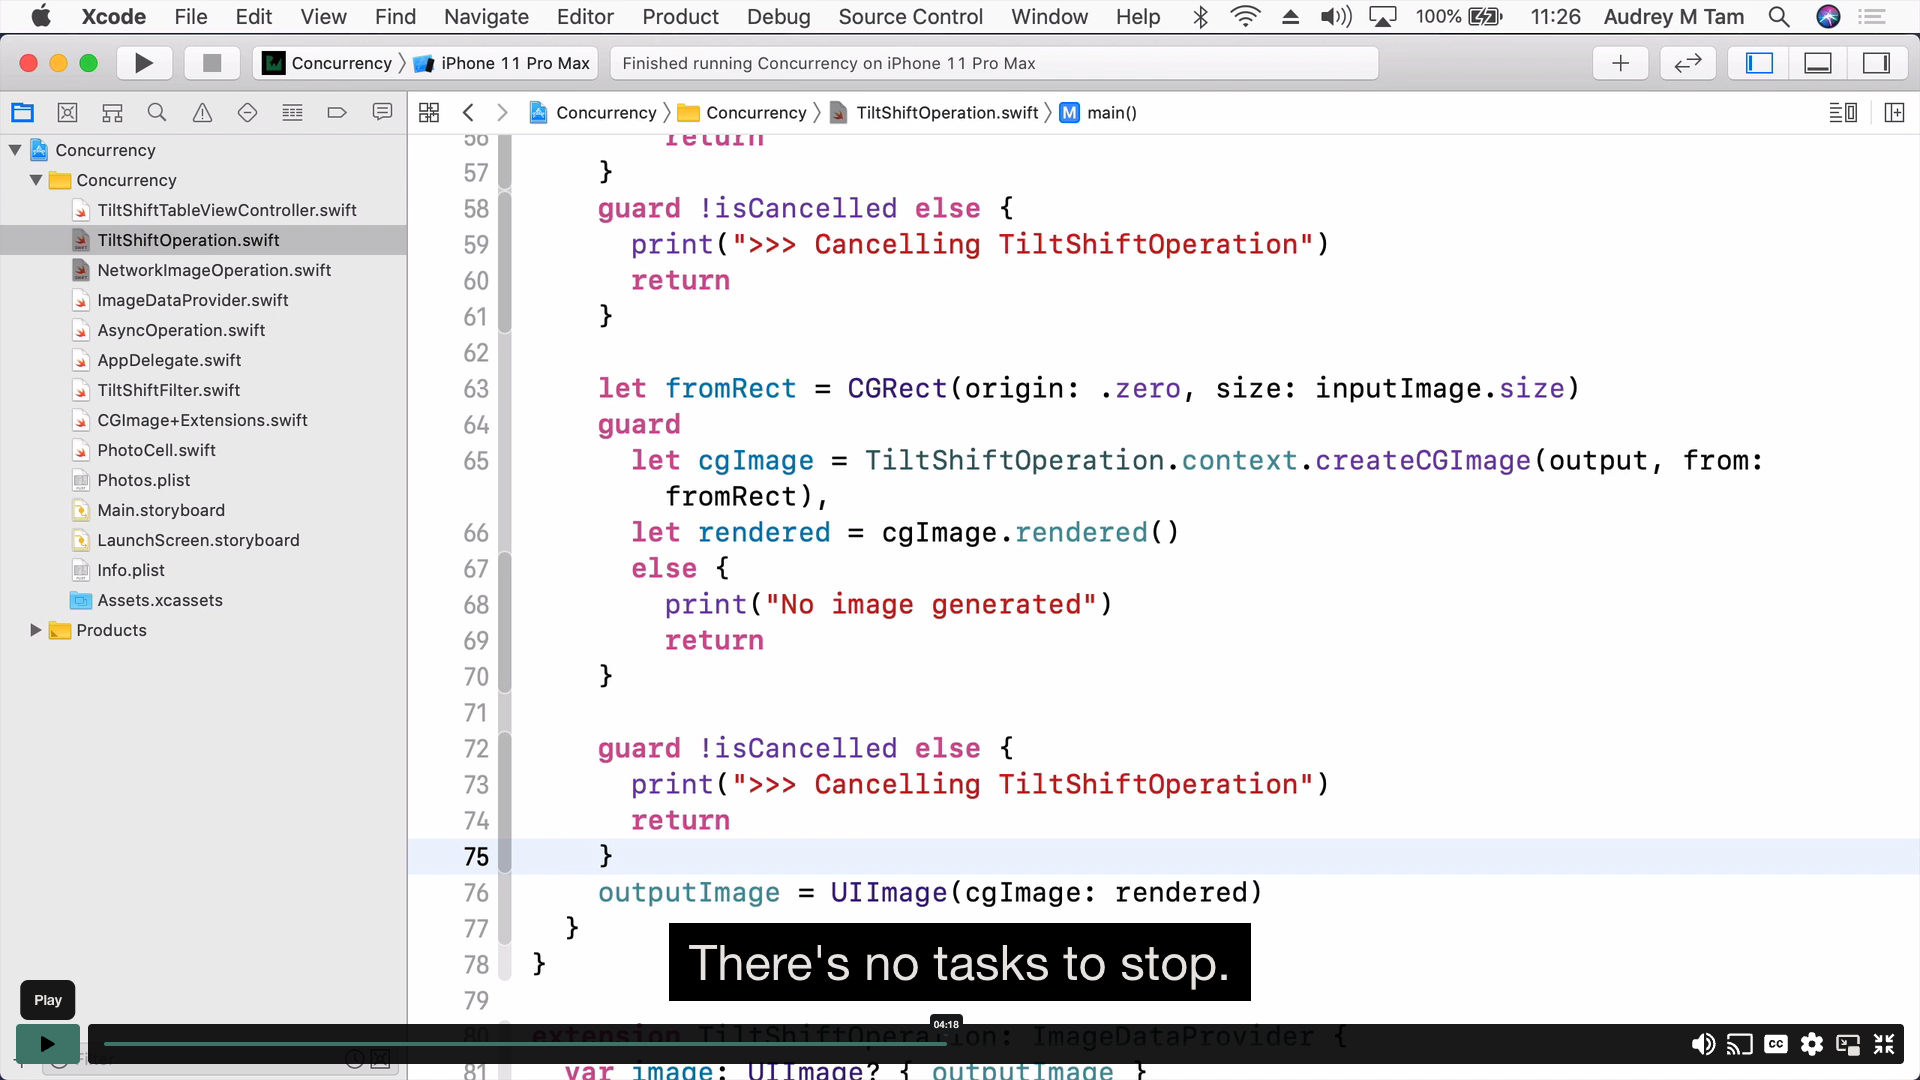 Xcode File Edit View Find Navigate Editor Product Debug Source Control Window Help 100% 11:26 Audrey M Tam
Concurrency iPhone 11 Pro Max Finished running Concurrency on iPhone 11 Pro Max
Concurrency Concurrency TiltShiftOperation.swift M main()
Concurrency
Concurrency
TiltShiftTableViewController.swift
TiltShiftOperation.swift
NetworkImageOperation.swift
ImageDataProvider.swift
AsyncOperation.swift
AppDelegate.swift
TiltShiftFilter.swift
CGImage+Extensions.swift
PhotoCell.swift
Photos.plist
Main.storyboard
LaunchScreen.storyboard
Info.plist
Assets.xcassets
Products
56 return
57 }
58 guard !isCancelled else {
59 print(">>> Cancelling TiltShiftOperation")
60 return
61 }
62
63 let fromRect = CGRect(origin: .zero, size: inputImage.size)
64 guard
65 let cgImage = TiltShiftOperation.context.createCGImage(output, from:
fromRect),
66 let rendered = cgImage.rendered()
67 else {
68 print("No image generated")
69 return
70 }
71
72 guard !isCancelled else {
73 print(">>> Cancelling TiltShiftOperation")
74 return
75 }
76 outputImage = UIImage(cgImage: rendered)
77 }
78 }
79
80 extension TiltShiftOperation: ImageDataProvider {
81 var image: UIImage? { outputImage }
There's no tasks to stop.
Play
04:18
CC
Filter